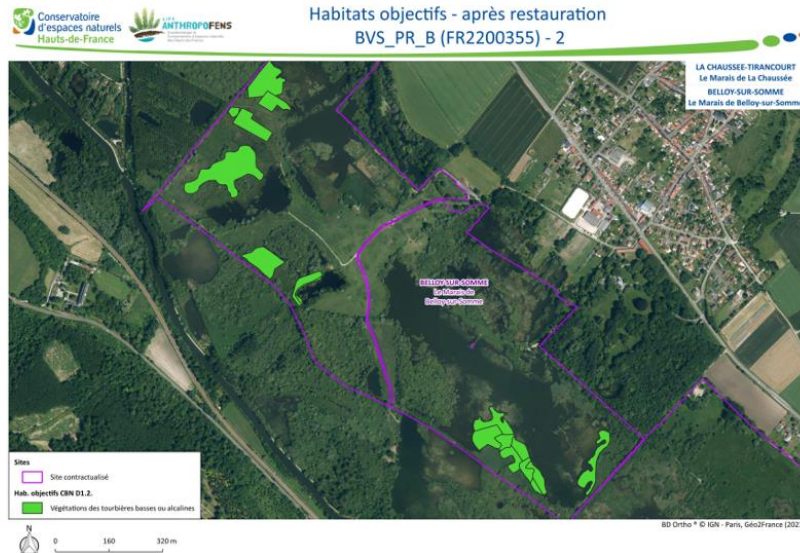 Conservatoire
d'espaces naturels
Hauts-de-France
LIFE
ANTHROPOFENS
Habitats objectifs - après restauration
BVS_PR_B (FR2200355) - 2
LA CHAUSSEE-TIRANCOURT
Le Marais de La Chaussée
BELLOY-SUR-SOMME
Le Marais de Belloy-sur-Somme
BELLOY-SUR-SOMME
Le Marais de
Belloy-sur-Somme
Sites
Site contractualisé
Hab. objectifs CBN D1.2.
Végétations des tourbières basses ou alcalines
BD Ortho ® © IGN - Paris, Géo2France
N
0 160 320 m